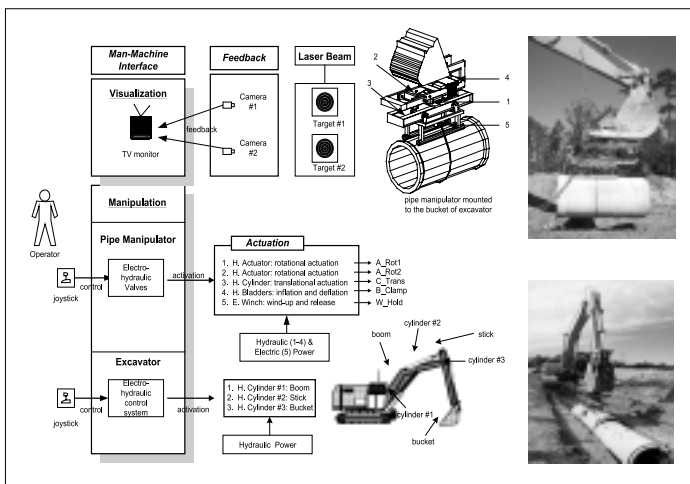 Man-Machine
Interface
Feedback
Laser Beam
Visualization
TV monitor
feedback
Camera
#1
Camera
#2
Target #1
Target #2
2
3
4
1
5
pipe manipulator mounted
to the bucket of excavator
Operator
Manipulation
Pipe Manipulator
joystick
control
Electro-
hydraulic
Valves
activation
Actuation
1. H. Actuator: rotational actuation
2. H. Actuator: rotational actuation
3. H. Cylinder: translational actuation
4. H. Bladders: inflation and deflation
5. E. Winch: wind-up and release
A_Rot1
A_Rot2
C_Trans
B_Clamp
W_Hold
Hydraulic (1-4) &
Electric (5) Power
Excavator
joystick
control
Electro-
hydraulic
control
system
activation
1. H. Cylinder #1: Boom
2. H. Cylinder #2: Stick
3. H. Cylinder #3: Bucket
Hydraulic Power
boom
cylinder #2
stick
cylinder #3
cylinder #1
bucket